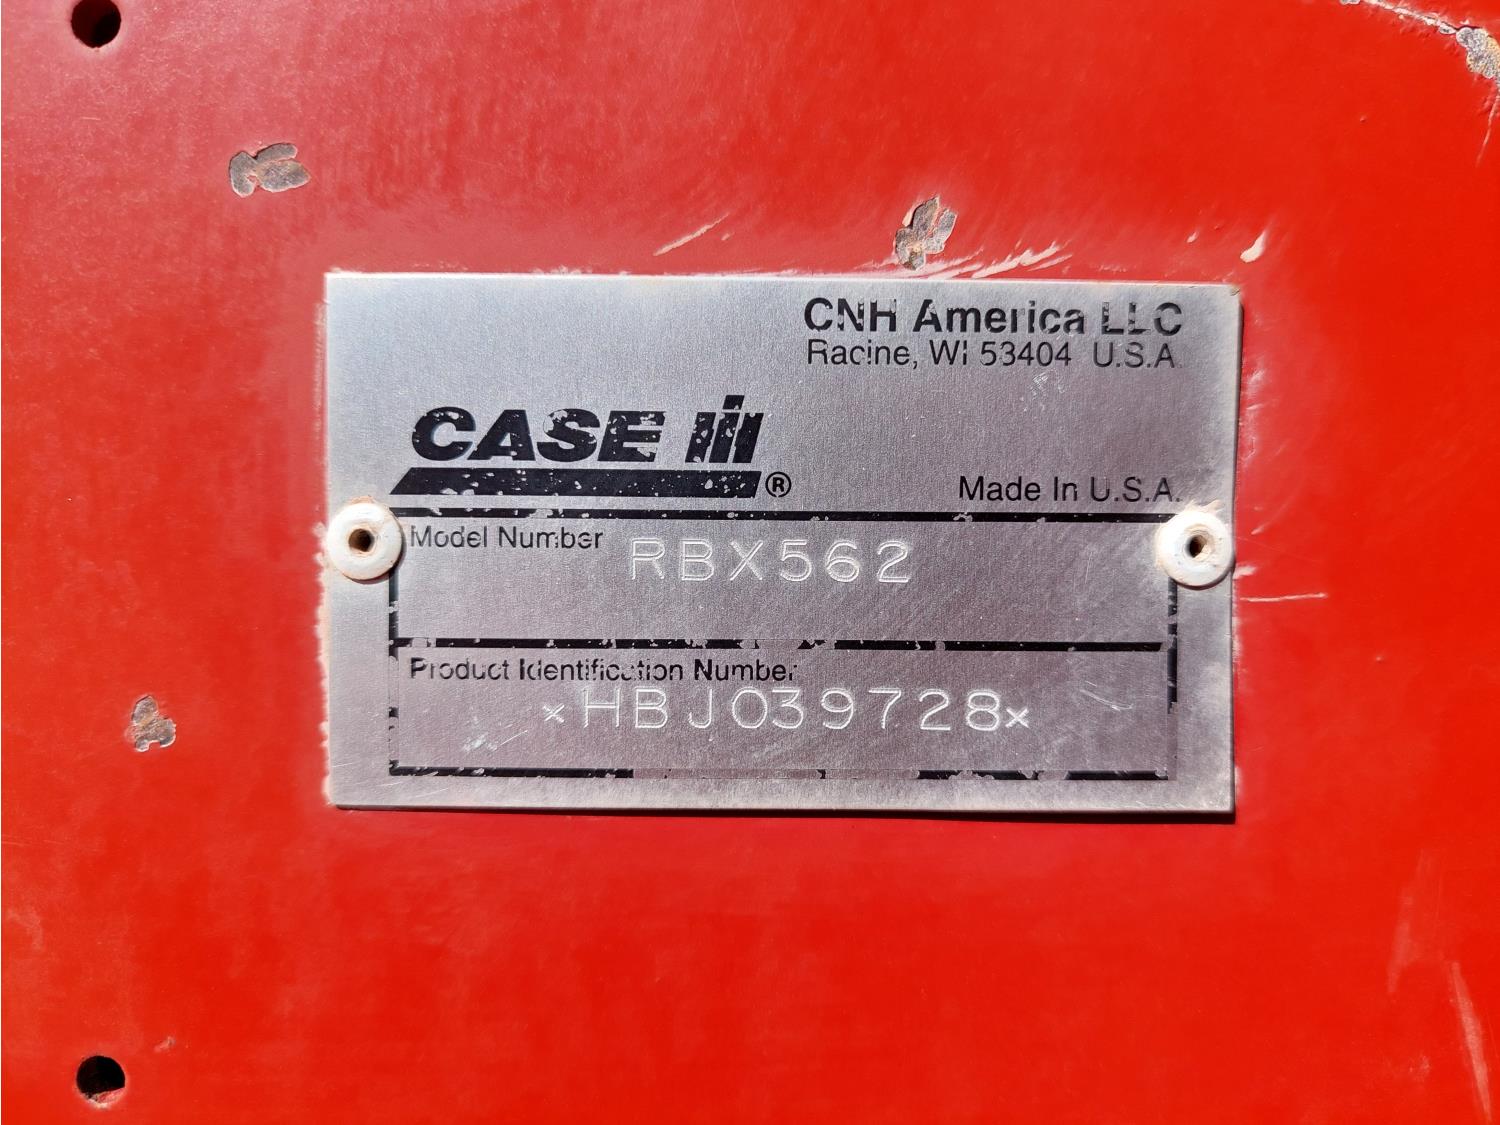 CNH America LLC
Racine, WI 53404 U.S.A.
CASE IH®
Made In U.S.A.
Model Number RBX562
Product Identification Number
*HBJ039728*